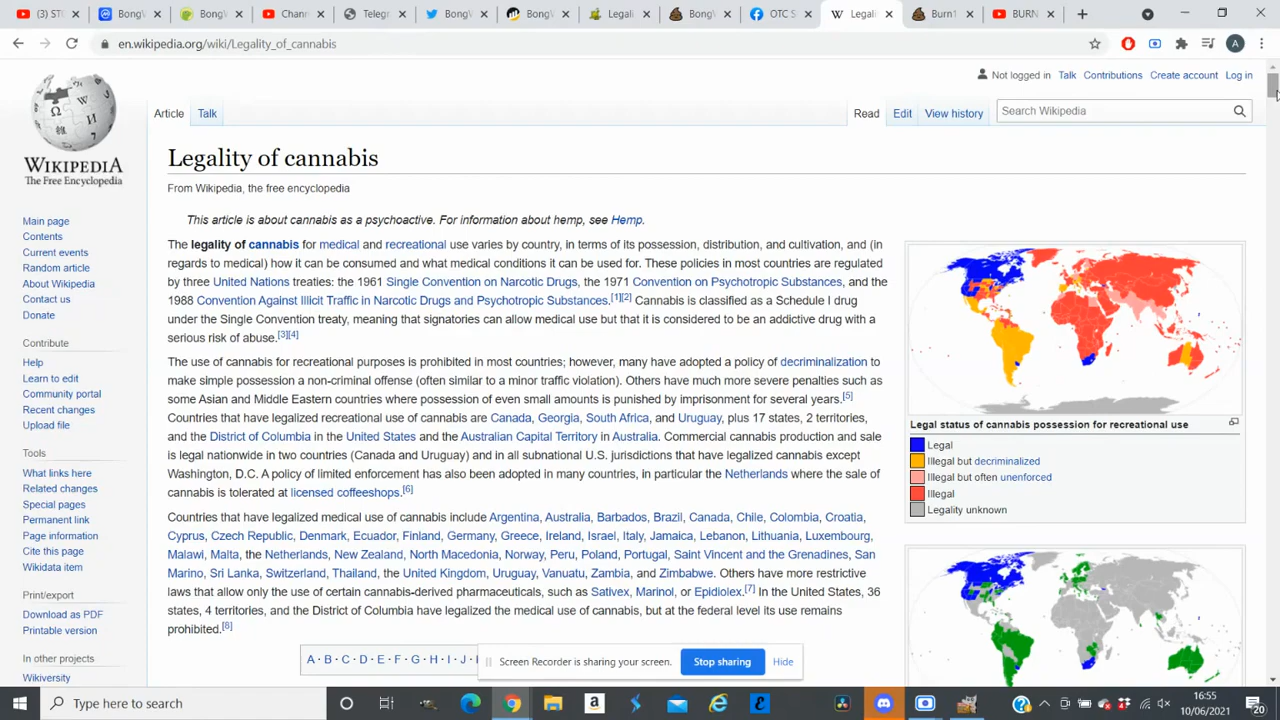 (3) STO
BongW
BongW
Chann
Telegr
BongW
BongW
Legali
BongW
OTC S
Legali
Burn1
BURN
en.wikipedia.org/wiki/Legality_of_cannabis
A
Not logged in Talk Contributions Create account Log in
Article Talk Read Edit View history Search Wikipedia
WIKIPEDIA
The Free Encyclopedia
Main page
Contents
Current events
Random article
About Wikipedia
Contact us
Donate
Contribute
Help
Learn to edit
Community portal
Recent changes
Upload file
Tools
What links here
Related changes
Special pages
Permanent link
Page information
Cite this page
Wikidata item
Print/export
Download as PDF
Printable version
In other projects
Wikiversity
Legality of cannabis
From Wikipedia, the free encyclopedia
This article is about cannabis as a psychoactive. For information about hemp, see Hemp.
The legality of cannabis for medical and recreational use varies by country, in terms of its possession, distribution, and cultivation, and (in
regards to medical) how it can be consumed and what medical conditions it can be used for. These policies in most countries are regulated
by three United Nations treaties: the 1961 Single Convention on Narcotic Drugs, the 1971 Convention on Psychotropic Substances, and the
1988 Convention Against Illicit Traffic in Narcotic Drugs and Psychotropic Substances.[1][2] Cannabis is classified as a Schedule I drug
under the Single Convention treaty, meaning that signatories can allow medical use but that it is considered to be an addictive drug with a
serious risk of abuse.[3][4]
The use of cannabis for recreational purposes is prohibited in most countries; however, many have adopted a policy of decriminalization to
make simple possession a non-criminal offense (often similar to a minor traffic violation). Others have much more severe penalties such as
some Asian and Middle Eastern countries where possession of even small amounts is punished by imprisonment for several years.[5]
Countries that have legalized recreational use of cannabis are Canada, Georgia, South Africa, and Uruguay, plus 17 states, 2 territories,
and the District of Columbia in the United States and the Australian Capital Territory in Australia. Commercial cannabis production and sale
is legal nationwide in two countries (Canada and Uruguay) and in all subnational U.S. jurisdictions that have legalized cannabis except
Washington, D.C. A policy of limited enforcement has also been adopted in many countries, in particular the Netherlands where the sale of
cannabis is tolerated at licensed coffeeshops.[6]
Countries that have legalized medical use of cannabis include Argentina, Australia, Barbados, Brazil, Canada, Chile, Colombia, Croatia,
Cyprus, Czech Republic, Denmark, Ecuador, Finland, Germany, Greece, Ireland, Israel, Italy, Jamaica, Lebanon, Lithuania, Luxembourg,
Malawi, Malta, the Netherlands, New Zealand, North Macedonia, Norway, Peru, Poland, Portugal, Saint Vincent and the Grenadines, San
Marino, Sri Lanka, Switzerland, Thailand, the United Kingdom, Uruguay, Vanuatu, Zambia, and Zimbabwe. Others have more restrictive
laws that allow only the use of certain cannabis-derived pharmaceuticals, such as Sativex, Marinol, or Epidiolex.[7] In the United States, 36
states, 4 territories, and the District of Columbia have legalized the medical use of cannabis, but at the federal level its use remains
prohibited.[8]
A · B · C · D · E · F · G · H · I · J ·
Legal status of cannabis possession for recreational use
Legal
Illegal but decriminalized
Illegal but often unenforced
Illegal
Legality unknown
Screen Recorder is sharing your screen. Stop sharing Hide
Type here to search
16:55
10/06/2021
20